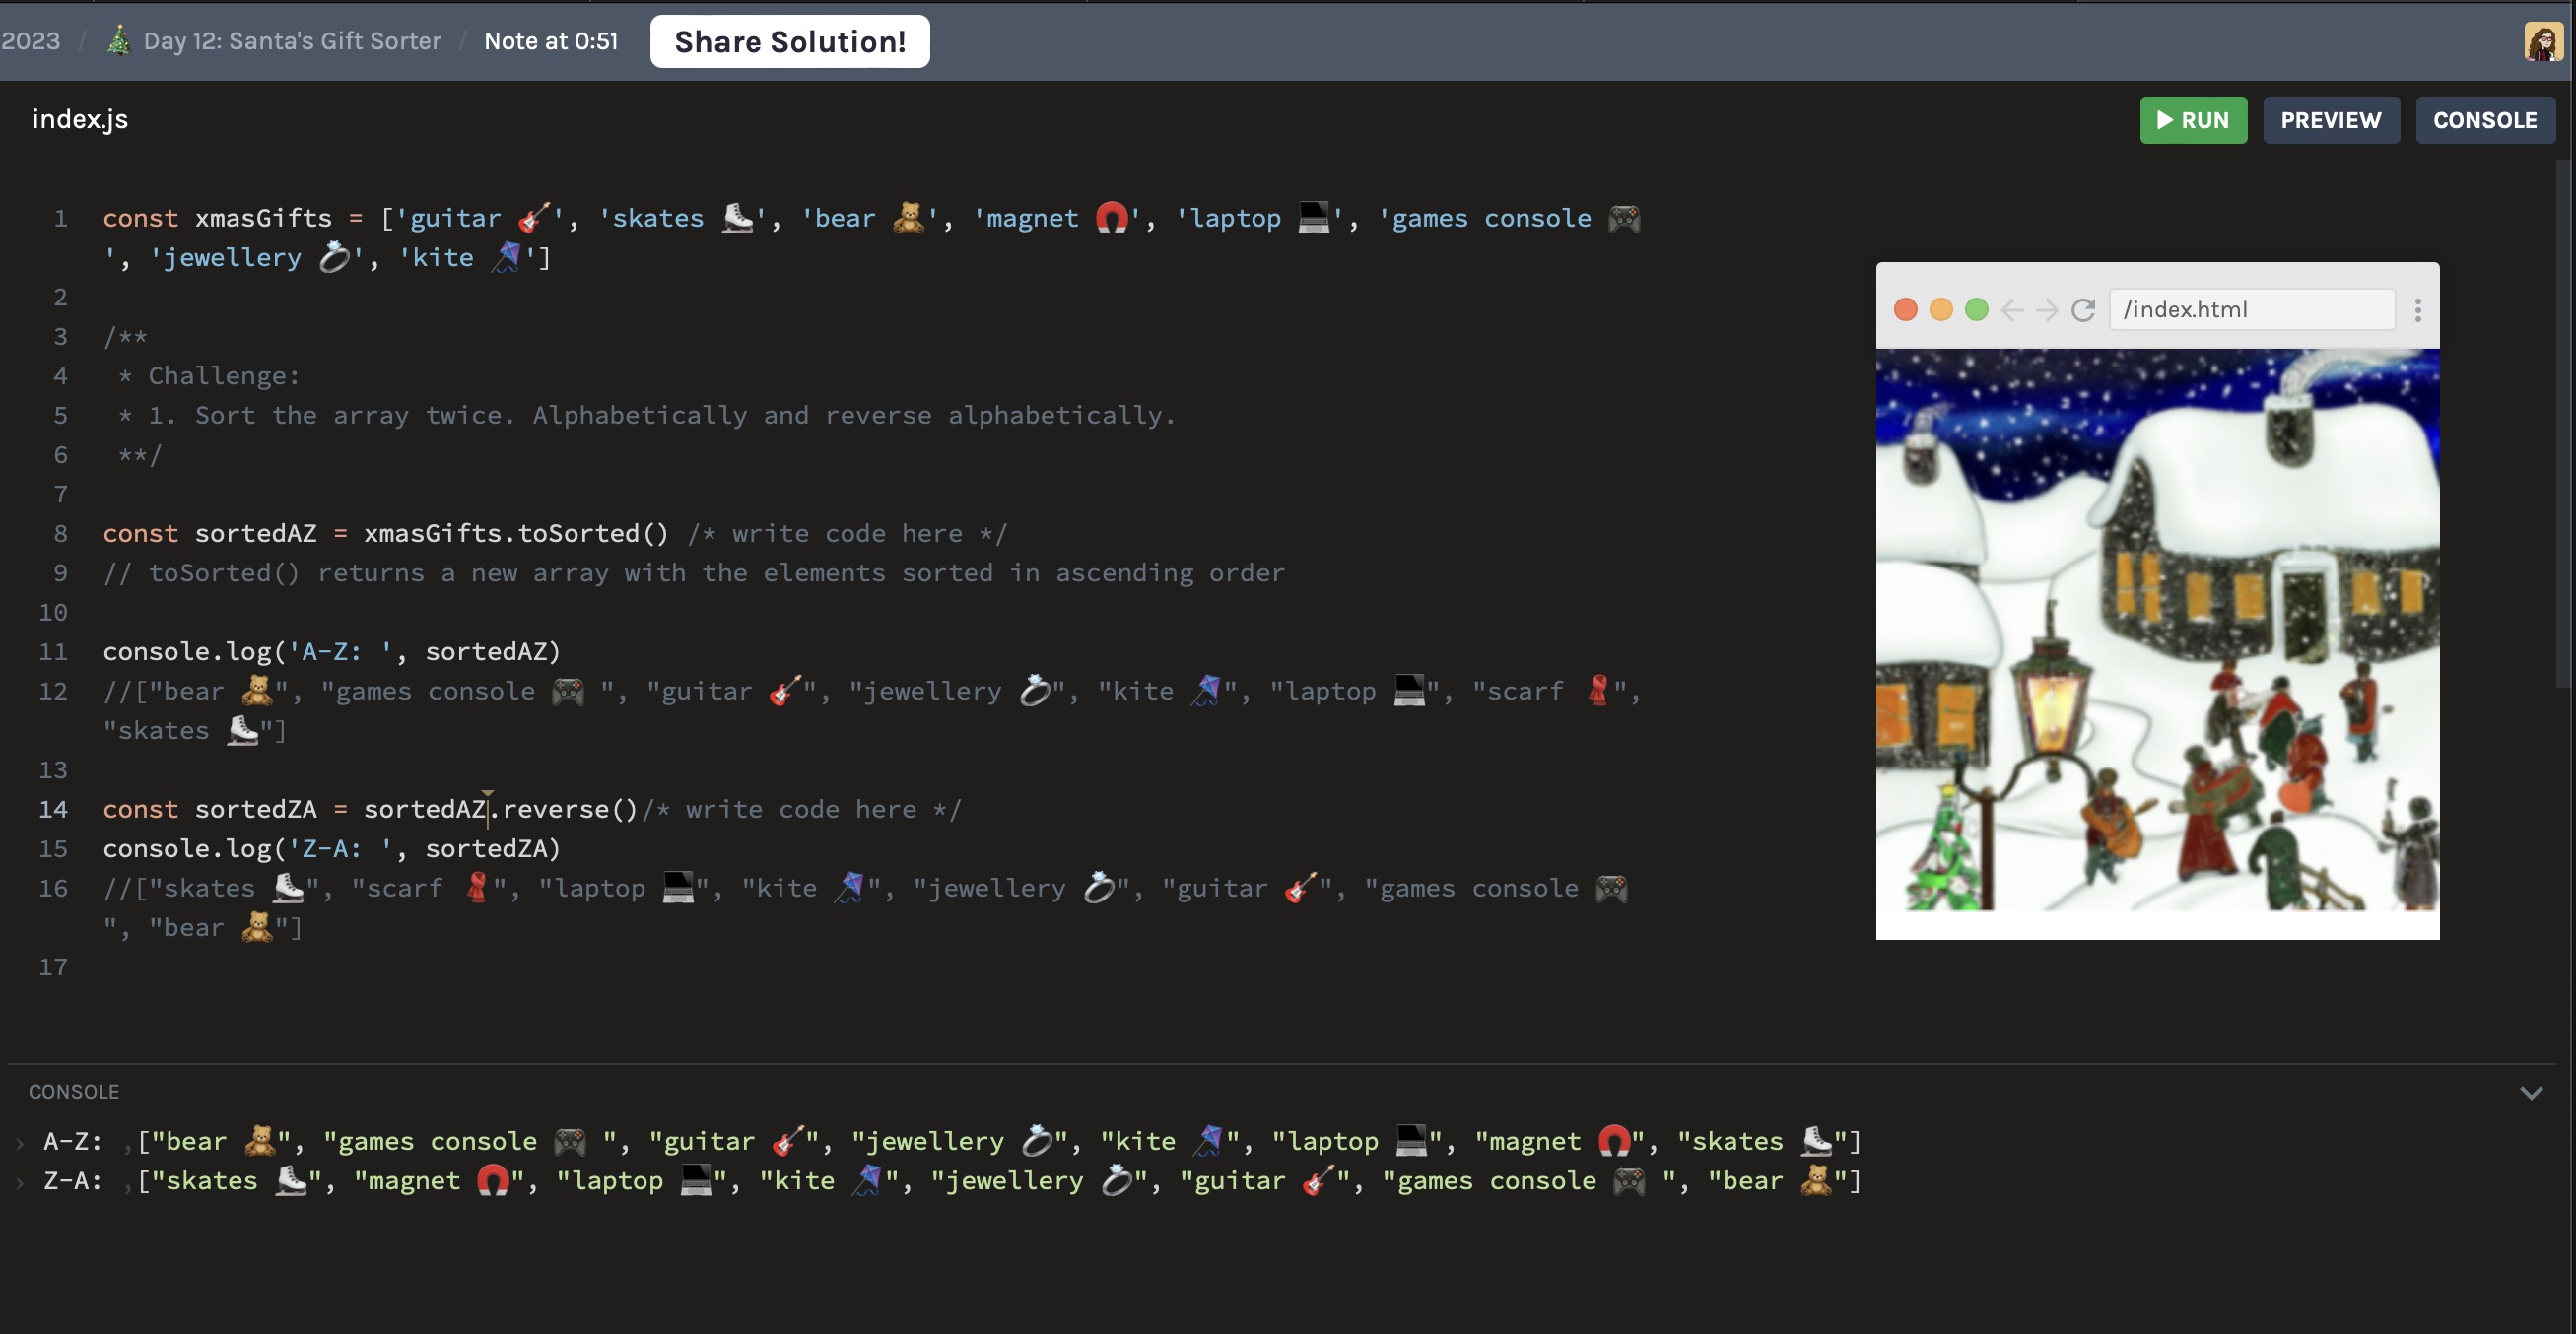 2023 / 🎄 Day 12: Santa's Gift Sorter / Note at 0:51 Share Solution!
index.js
RUN PREVIEW CONSOLE
1 const xmasGifts = ['guitar 🎸', 'skates ⛸️', 'bear 🧸', 'magnet 🧲', 'laptop 💻', 'games console 🎮
', 'jewellery 💍', 'kite 🪁']
2
3 /**
4 * Challenge:
5 * 1. Sort the array twice. Alphabetically and reverse alphabetically.
6 **/
7
8 const sortedAZ = xmasGifts.toSorted() /* write code here */
9 // toSorted() returns a new array with the elements sorted in ascending order
10
11 console.log('A-Z: ', sortedAZ)
12 //["bear 🧸", "games console 🎮 ", "guitar 🎸", "jewellery 💍", "kite 🪁", "laptop 💻", "scarf 🧣",
"skates ⛸️"]
13
14 const sortedZA = sortedAZ.reverse()/* write code here */
15 console.log('Z-A: ', sortedZA)
16 //["skates ⛸️", "scarf 🧣", "laptop 💻", "kite 🪁", "jewellery 💍", "guitar 🎸", "games console 🎮
", "bear 🧸"]
17
/index.html
CONSOLE
› A-Z: ,["bear 🧸", "games console 🎮 ", "guitar 🎸", "jewellery 💍", "kite 🪁", "laptop 💻", "magnet 🧲", "skates ⛸️"]
› Z-A: ,["skates ⛸️", "magnet 🧲", "laptop 💻", "kite 🪁", "jewellery 💍", "guitar 🎸", "games console 🎮 ", "bear 🧸"]